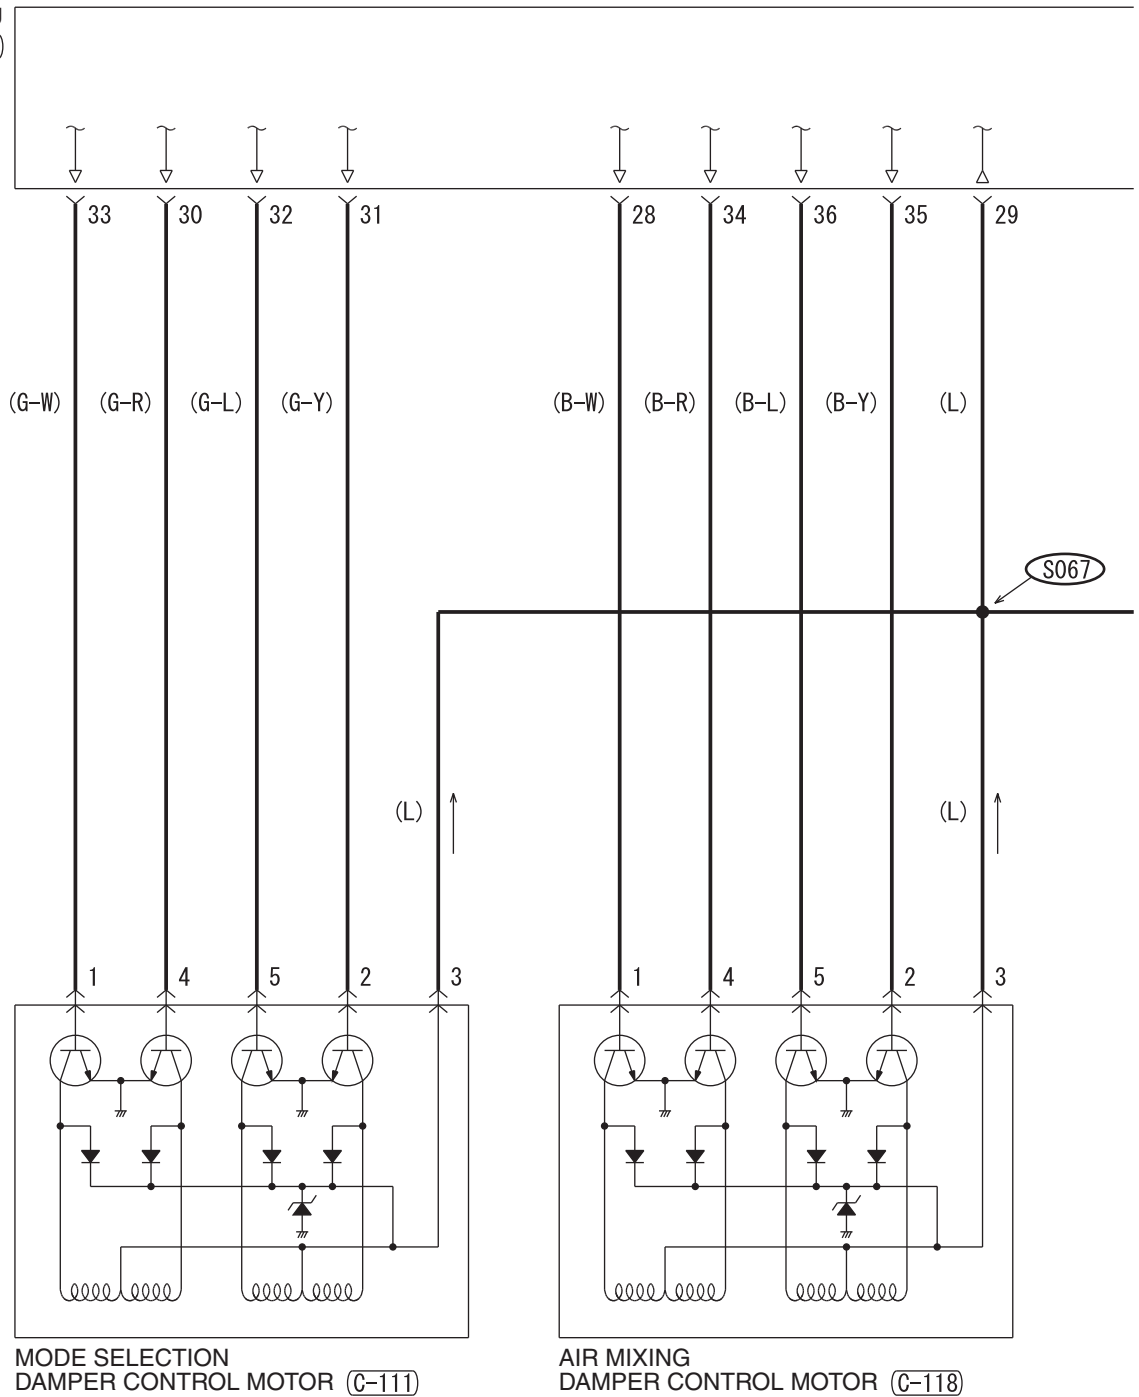 33 30 32 31 28 34 36 35 29
(G-W) (G-R) (G-L) (G-Y) (B-W) (B-R) (B-L) (B-Y) (L)
S067
(L) (L)
1 4 5 2 3 1 4 5 2 3
MODE SELECTION
DAMPER CONTROL MOTOR C-111
AIR MIXING
DAMPER CONTROL MOTOR C-118